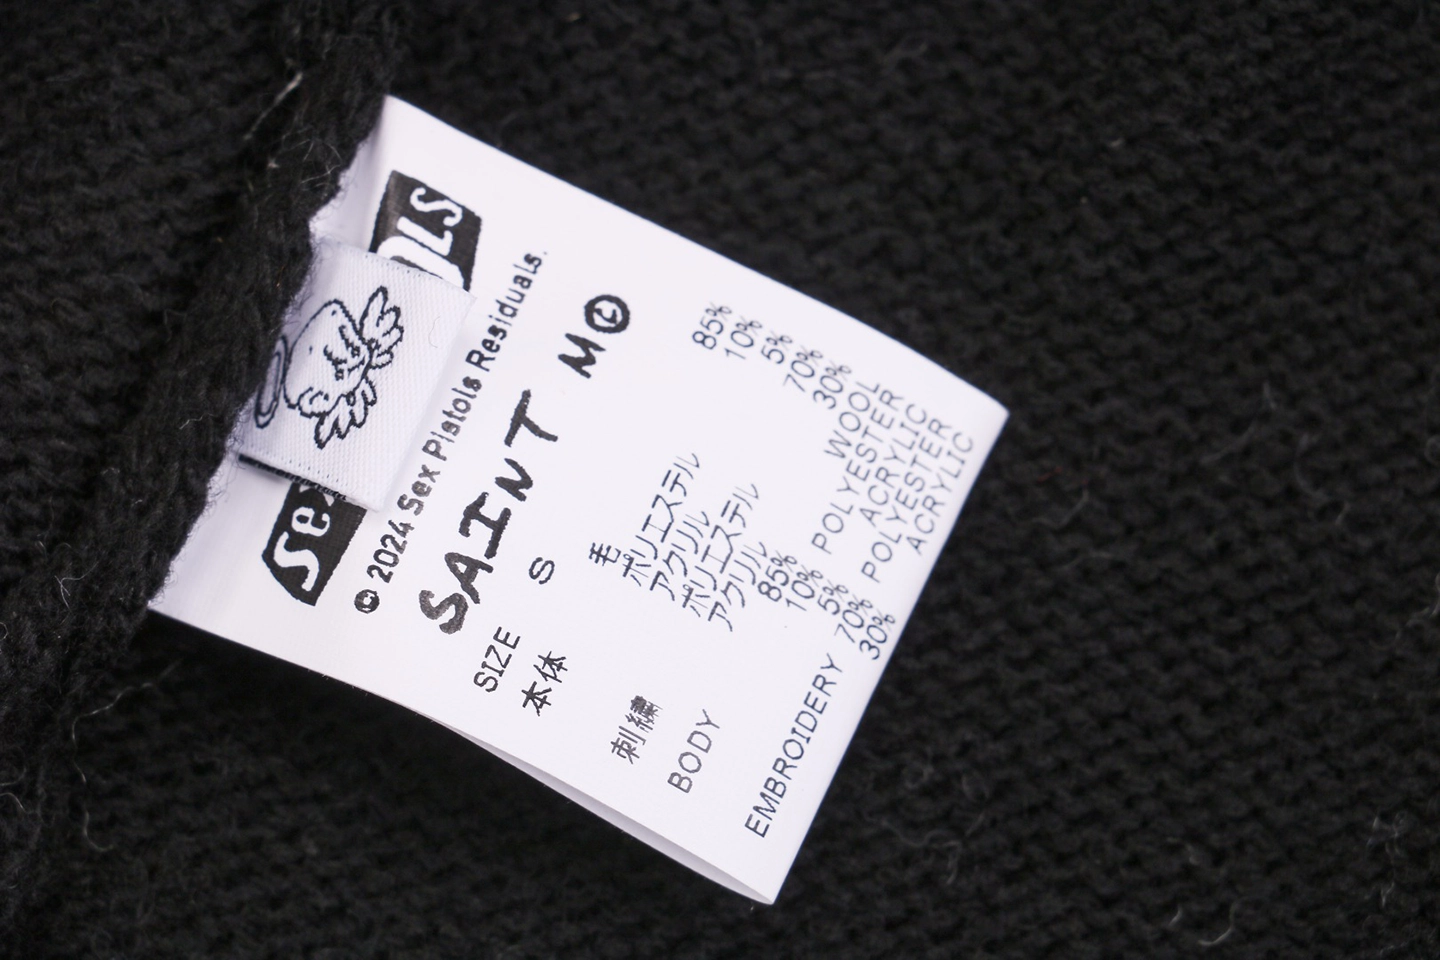 Sex
OLS
© 2024 Sex Pistols Residuals.
SAINT M
SIZE S
本体 毛 85%
ポリエステル 10%
アクリル 5%
刺繍 ポリエステル 70%
アクリル 30%
BODY 85% WOOL
10% POLYESTER
5% ACRYLIC
EMBROIDERY 70% POLYESTER
30% ACRYLIC